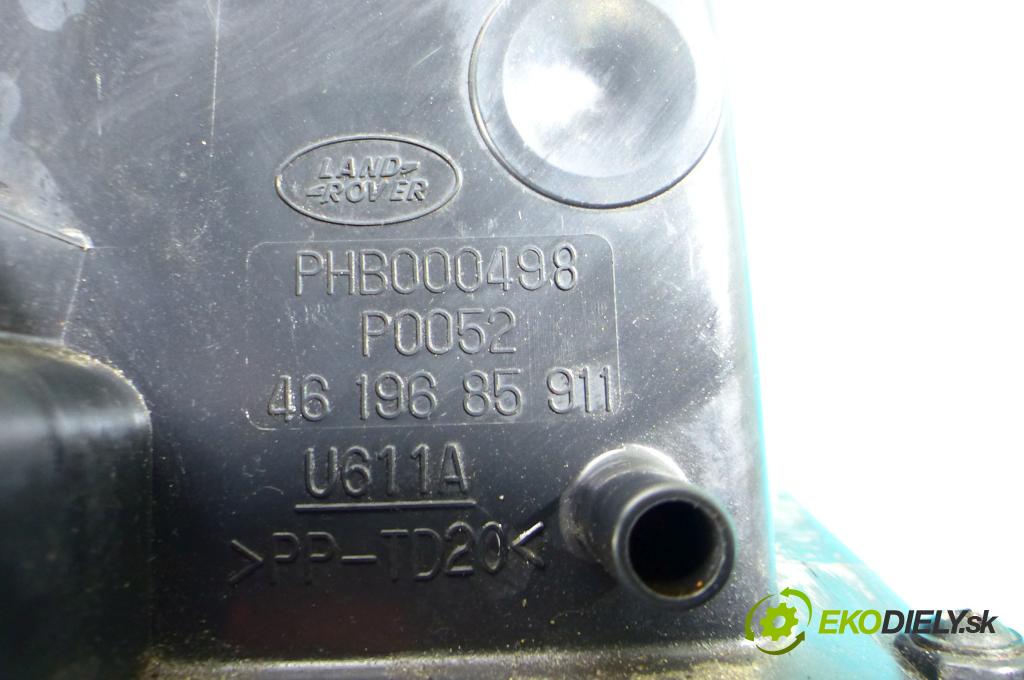 LAND
ROVER
PHB000498
P0052
46 196 85 911
U611A
>PP-TD20<
EKODIELY.sk